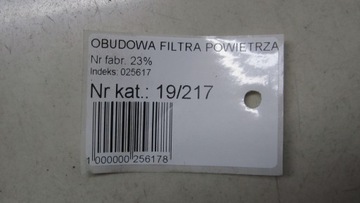 OBUDOWA FILTRA POWIETRZA
Nr fabr. 23%
Indeks: 025617
Nr kat.: 19/217
1 000000 256178